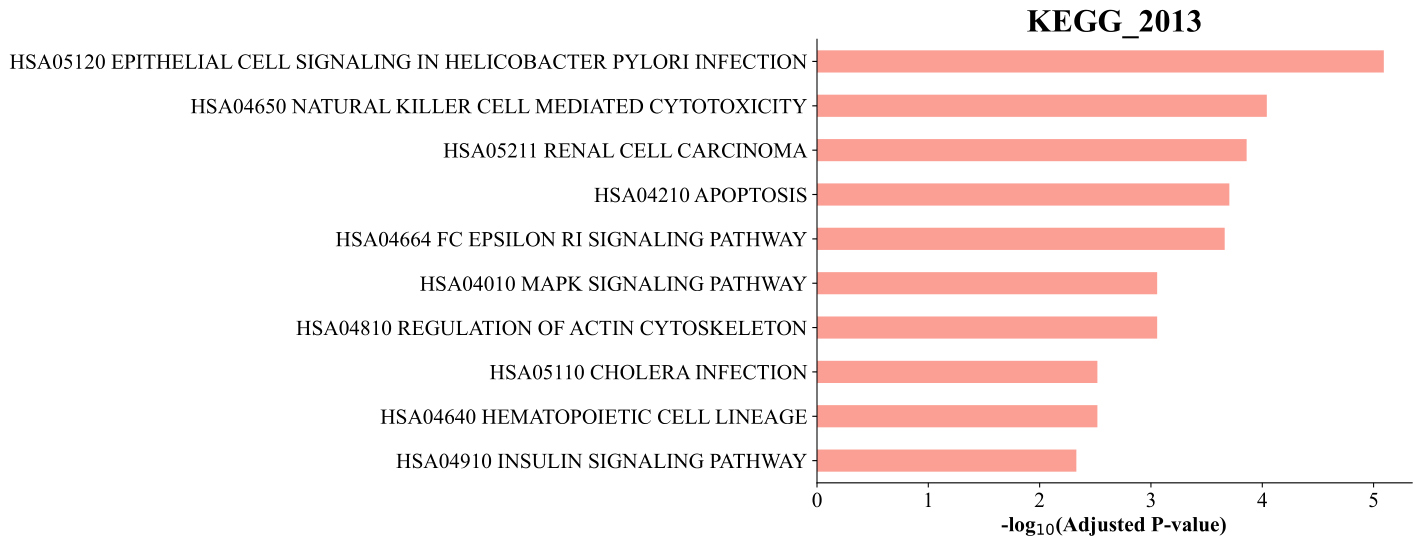 KEGG_2013
HSA05120 EPITHELIAL CELL SIGNALING IN HELICOBACTER PYLORI INFECTION
HSA04650 NATURAL KILLER CELL MEDIATED CYTOTOXICITY
HSA05211 RENAL CELL CARCINOMA
HSA04210 APOPTOSIS
HSA04664 FC EPSILON RI SIGNALING PATHWAY
HSA04010 MAPK SIGNALING PATHWAY
HSA04810 REGULATION OF ACTIN CYTOSKELETON
HSA05110 CHOLERA INFECTION
HSA04640 HEMATOPOIETIC CELL LINEAGE
HSA04910 INSULIN SIGNALING PATHWAY
0 1 2 3 4 5
-log₁₀(Adjusted P-value)